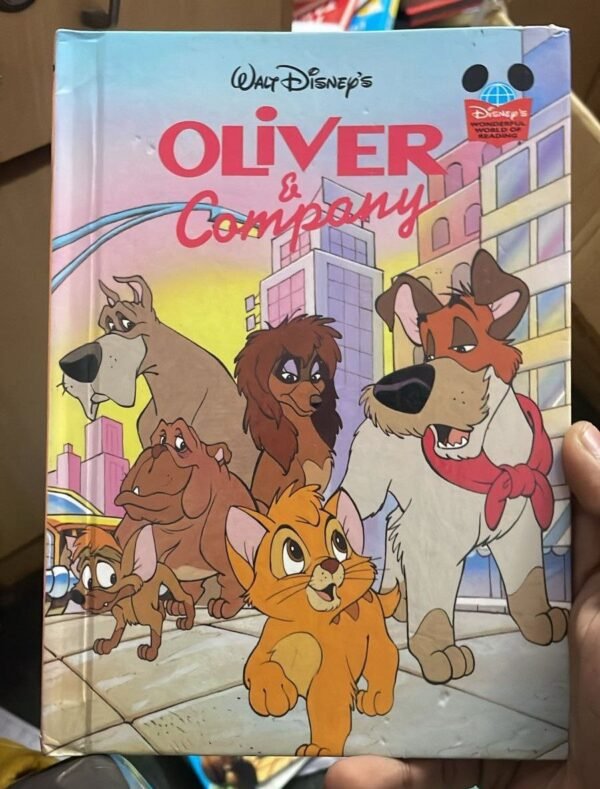 WALT DISNEY'S
DISNEY'S
WONDERFUL
WORLD OF
READING
OLiVER
&
Company